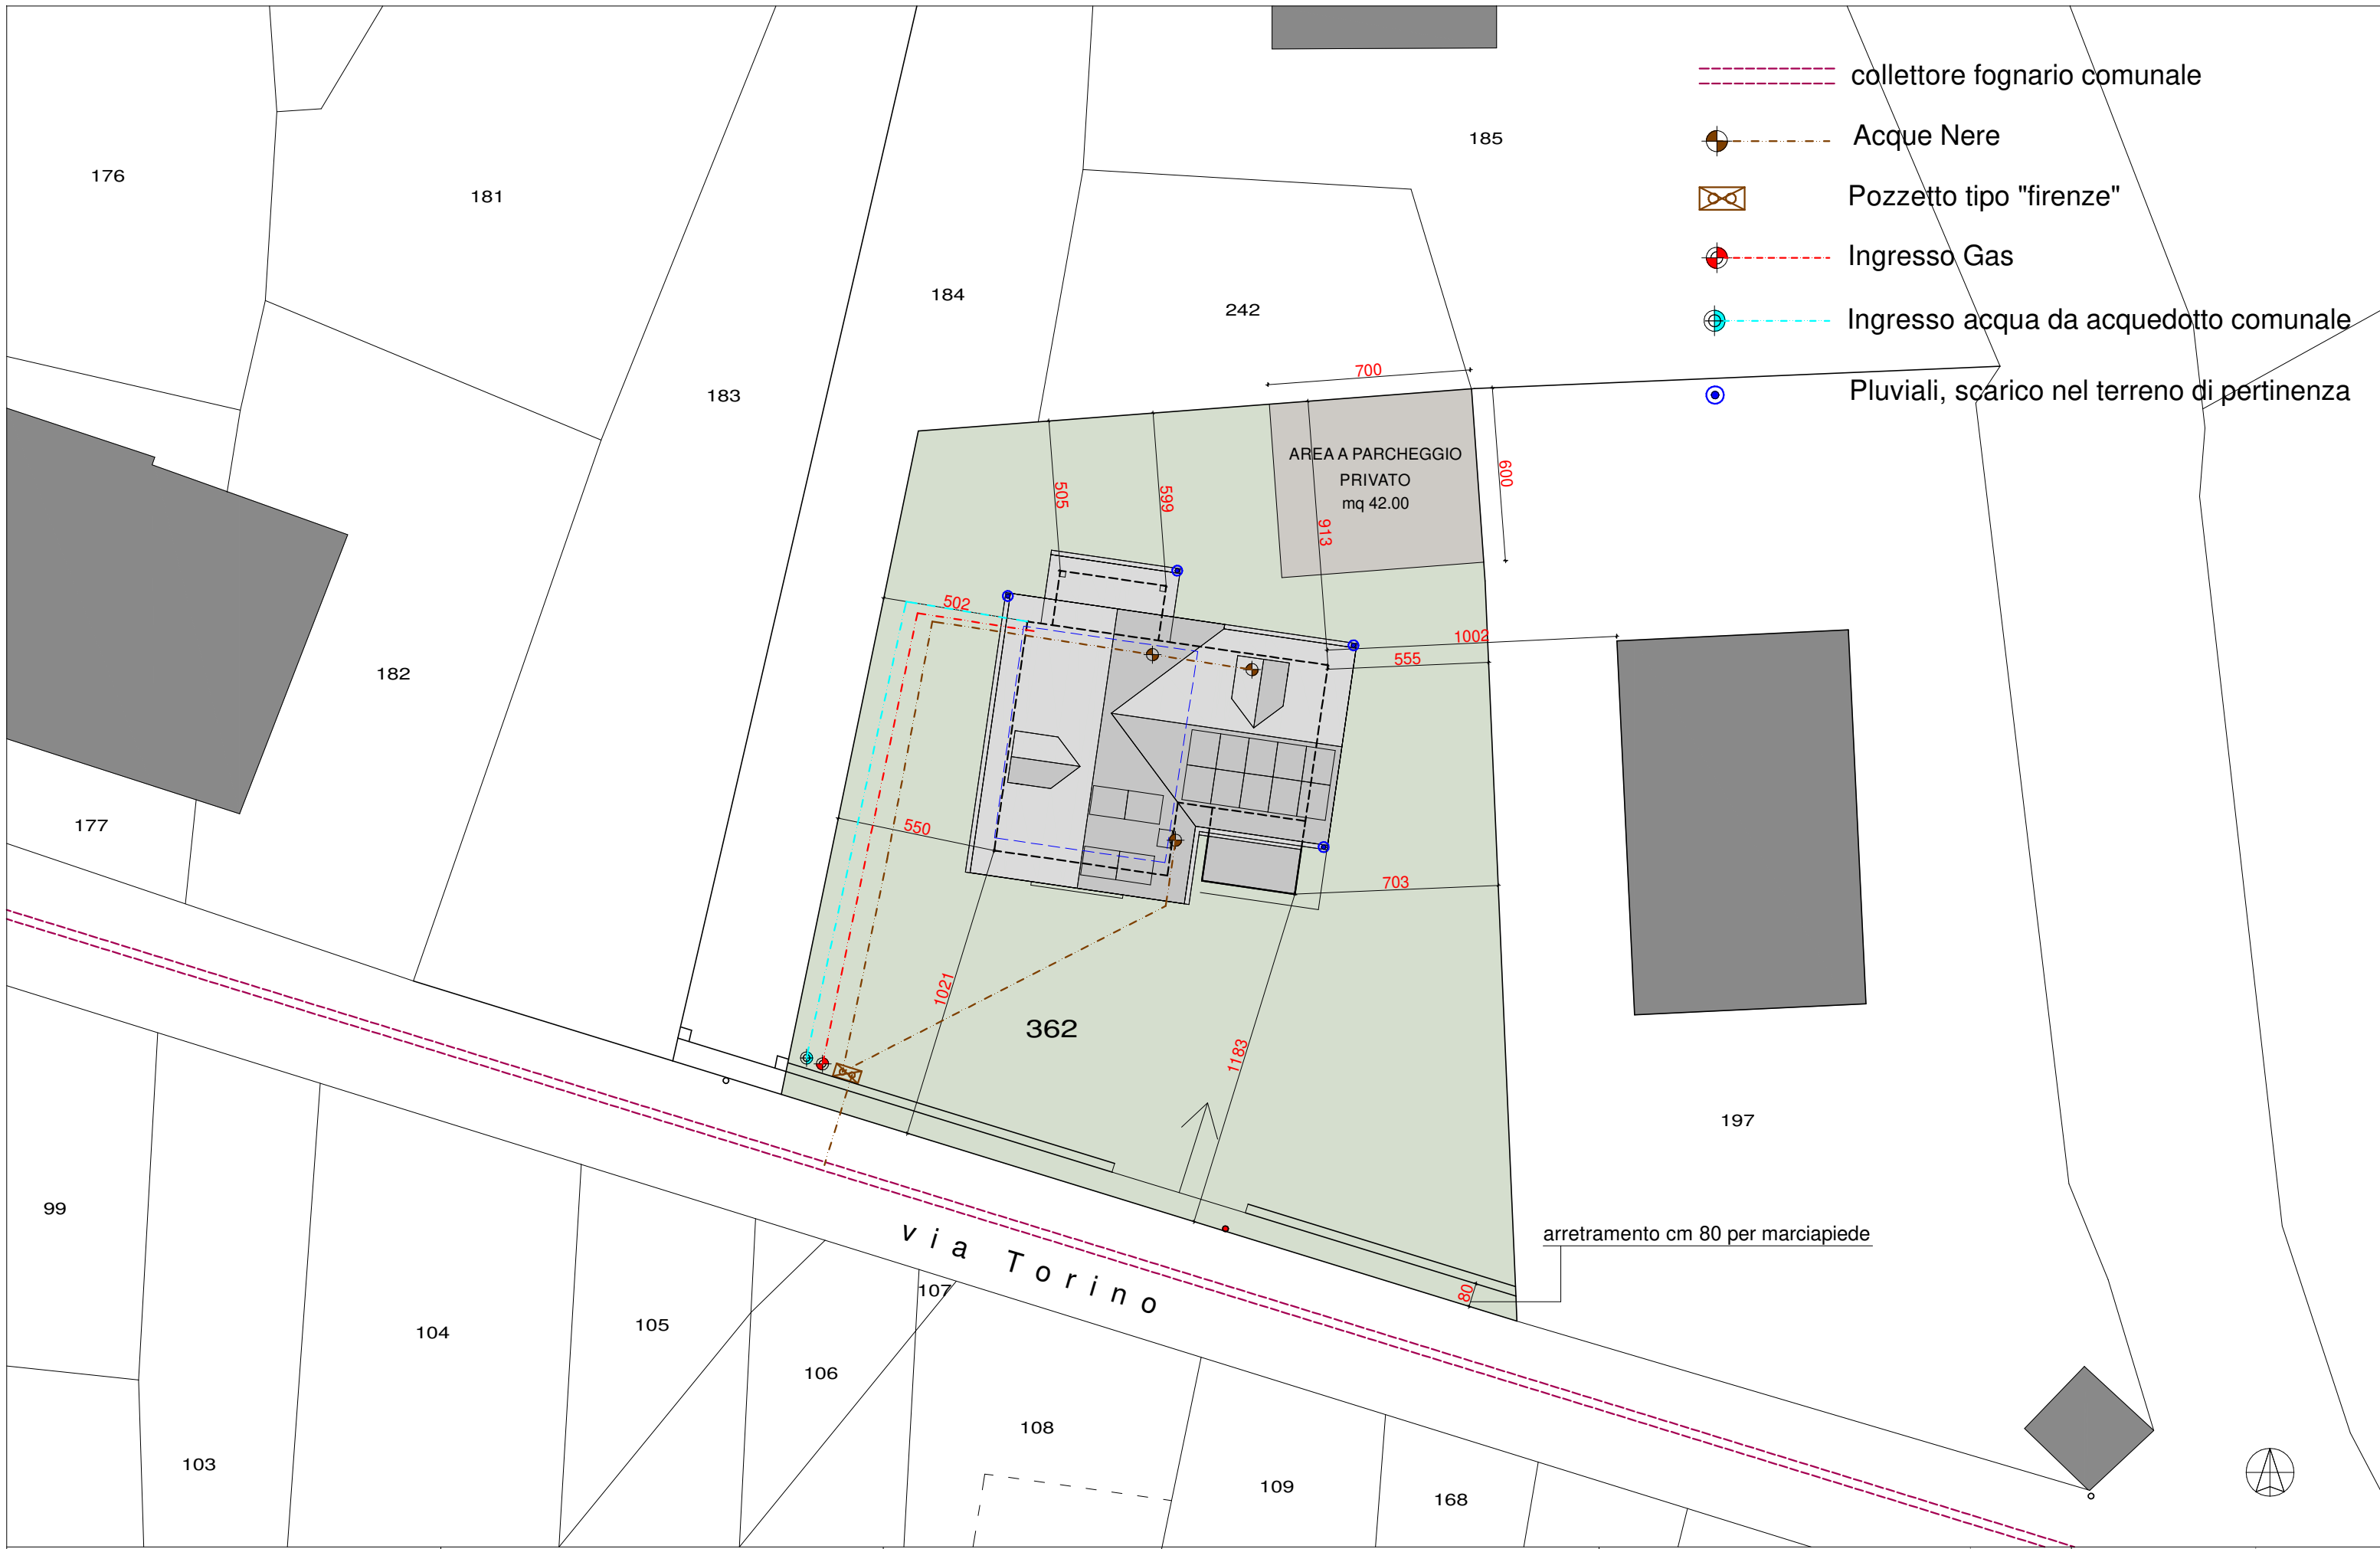 collettore fognario comunale
Acque Nere
Pozzetto tipo "firenze"
Ingresso Gas
Ingresso acqua da acquedotto comunale
Pluviali, scarico nel terreno di pertinenza
185
176
181
184
242
183
700
AREA A PARCHEGGIO
PRIVATO
mq 42.00
600
505
599
913
502
1002
555
182
177
550
703
1021
362
1183
197
99
via Torino
arretramento cm 80 per marciapiede
80
107
105
104
106
108
103
109
168